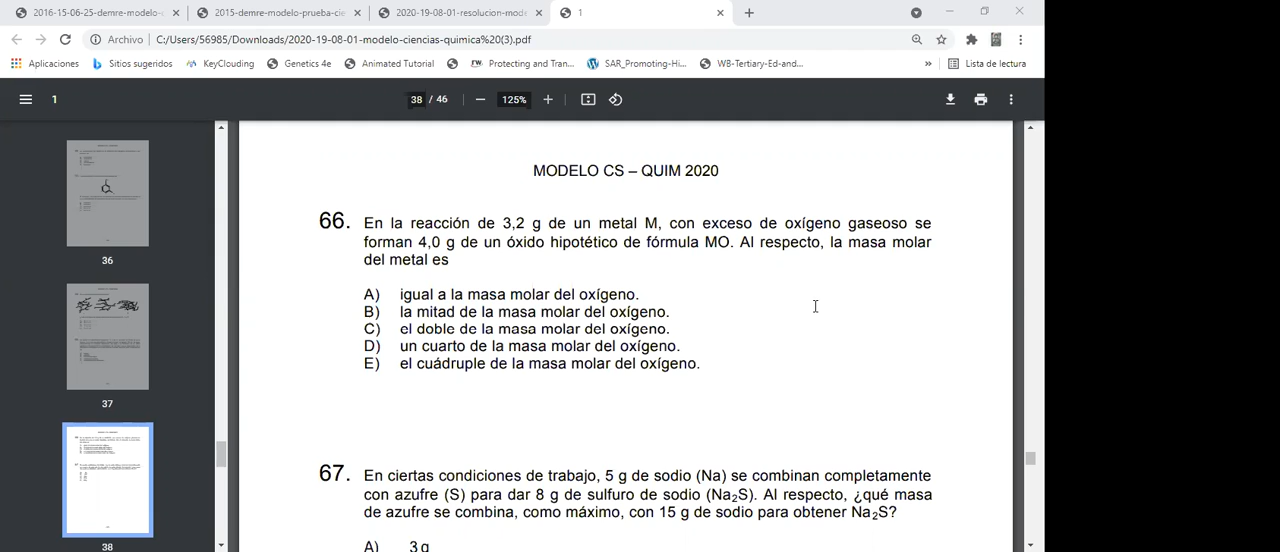 2016-15-06-25-demre-modelo-c
2015-demre-modelo-prueba-cie
2020-19-08-01-resolucion-mode
1
Archivo
C:/Users/56985/Downloads/2020-19-08-01-modelo-ciencias-quimica%20(3).pdf
Aplicaciones
Sitios sugeridos
KeyClouding
Genetics 4e
Animated Tutorial
Protecting and Tran...
SAR_Promoting-Hi...
WB-Tertiary-Ed-and...
»
Lista de lectura
1
38 / 46
125%
36
37
38
MODELO CS – QUIM 2020
66. En la reacción de 3,2 g de un metal M, con exceso de oxígeno gaseoso se
forman 4,0 g de un óxido hipotético de fórmula MO. Al respecto, la masa molar
del metal es
A) igual a la masa molar del oxígeno.
B) la mitad de la masa molar del oxígeno.
C) el doble de la masa molar del oxígeno.
D) un cuarto de la masa molar del oxígeno.
E) el cuádruple de la masa molar del oxígeno.
67. En ciertas condiciones de trabajo, 5 g de sodio (Na) se combinan completamente
con azufre (S) para dar 8 g de sulfuro de sodio (Na₂S). Al respecto, ¿qué masa
de azufre se combina, como máximo, con 15 g de sodio para obtener Na₂S?
A) 3 g